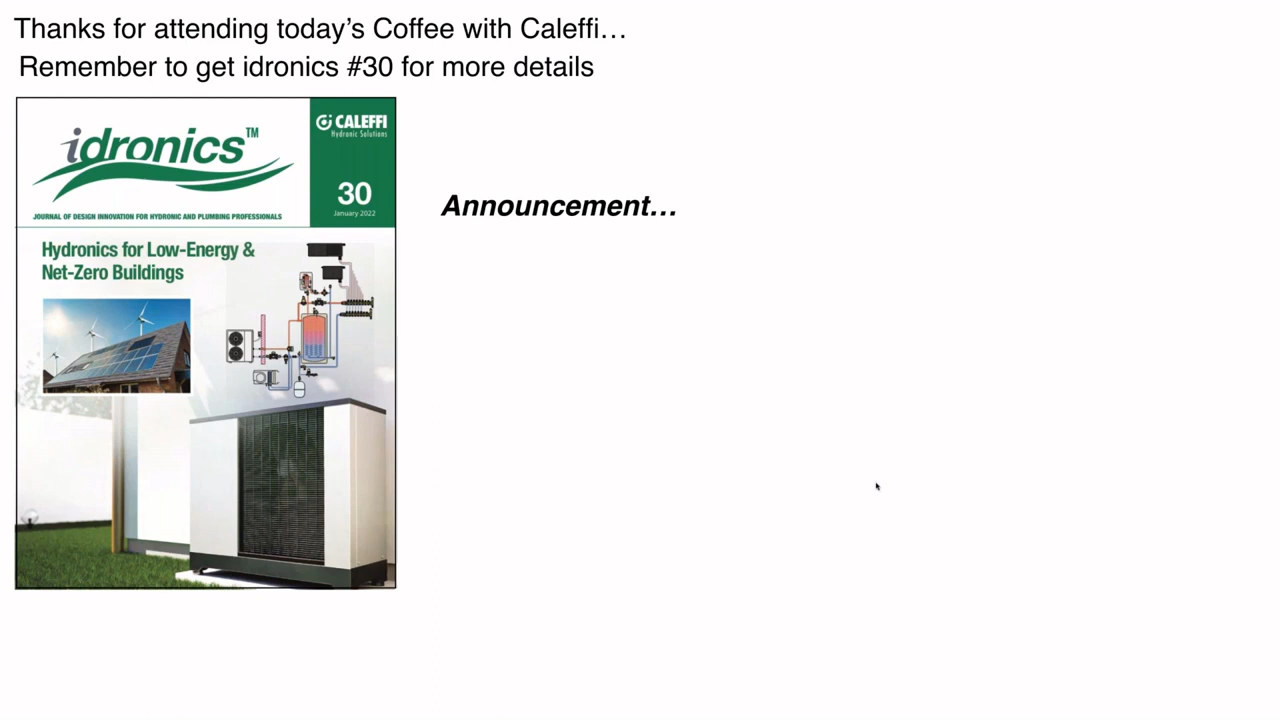 Thanks for attending today’s Coffee with Caleffi…
Remember to get idronics #30 for more details
idronics™
CALEFFI
Hydronic Solutions
30
January 2022
JOURNAL OF DESIGN INNOVATION FOR HYDRONIC AND PLUMBING PROFESSIONALS
Announcement…
Hydronics for Low-Energy &
Net-Zero Buildings